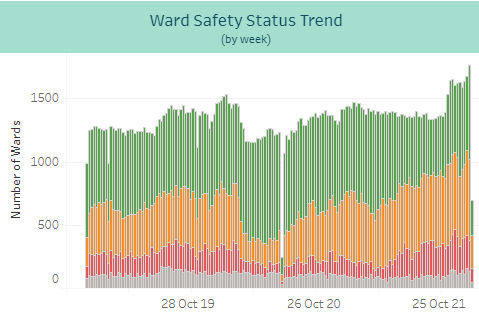 Ward Safety Status Trend
(by week)
Number of Wards
1500
1000
500
0
28 Oct 19
26 Oct 20
25 Oct 21